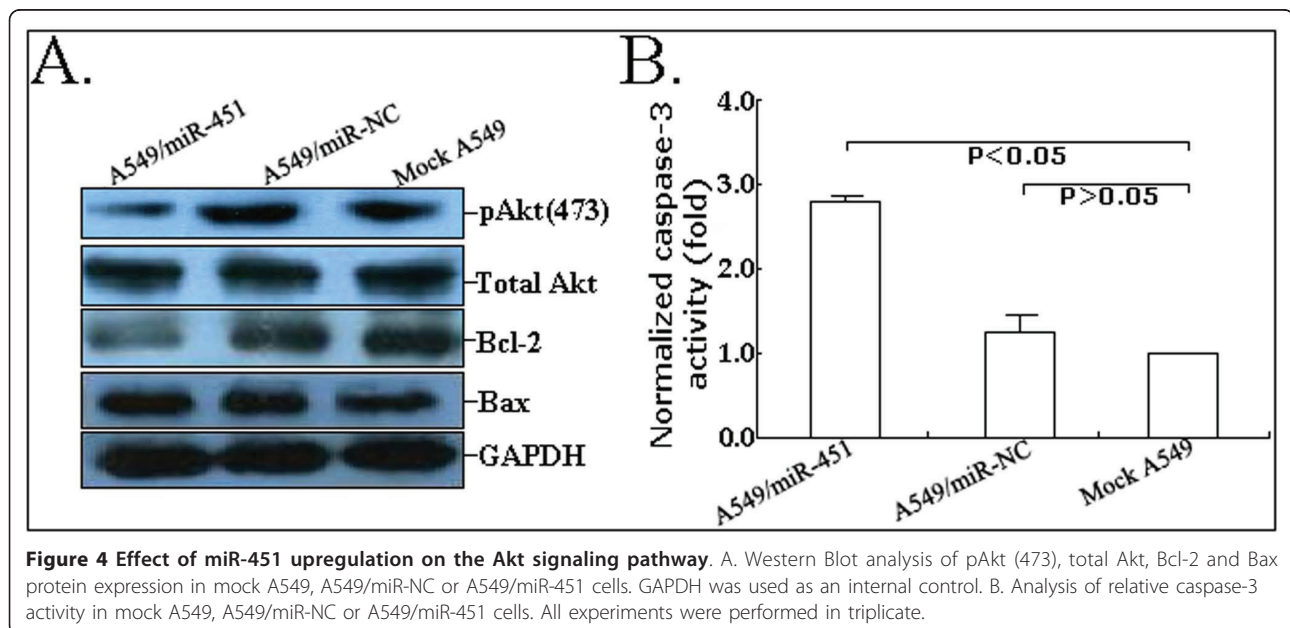 A.
A549/miR-451
A549/miR-NC
Mock A549
pAkt(473)
Total Akt
Bcl-2
Bax
GAPDH
B.
Normalized caspase-3
activity (fold)
4.0
3.0
2.0
1.0
0.0
P<0.05
P>0.05
A549/miR-451
A549/miR-NC
Mock A549
Figure 4 Effect of miR-451 upregulation on the Akt signaling pathway. A. Western Blot analysis of pAkt (473), total Akt, Bcl-2 and Bax
protein expression in mock A549, A549/miR-NC or A549/miR-451 cells. GAPDH was used as an internal control. B. Analysis of relative caspase-3
activity in mock A549, A549/miR-NC or A549/miR-451 cells. All experiments were performed in triplicate.